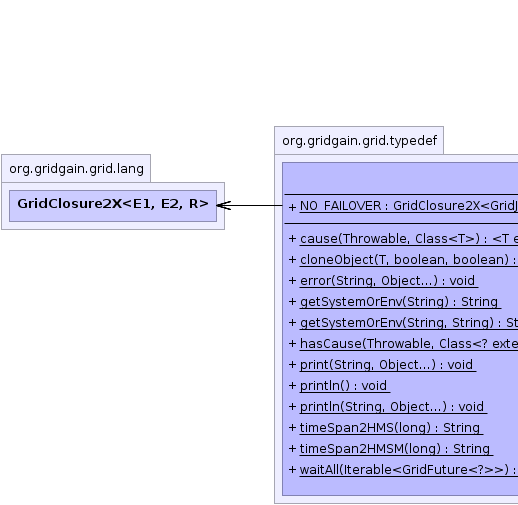 org.gridgain.grid.typedef
org.gridgain.grid.lang
GridClosure2X<E1, E2, R>
+ NO_FAILOVER : GridClosure2X<GridJ
+ cause(Throwable, Class<T>) : <T e
+ cloneObject(T, boolean, boolean) :
+ error(String, Object...) : void
+ getSystemOrEnv(String) : String
+ getSystemOrEnv(String, String) : St
+ hasCause(Throwable, Class<? exte
+ print(String, Object...) : void
+ println() : void
+ println(String, Object...) : void
+ timeSpan2HMS(long) : String
+ timeSpan2HMSM(long) : String
+ waitAll(Iterable<GridFuture<?>>) :